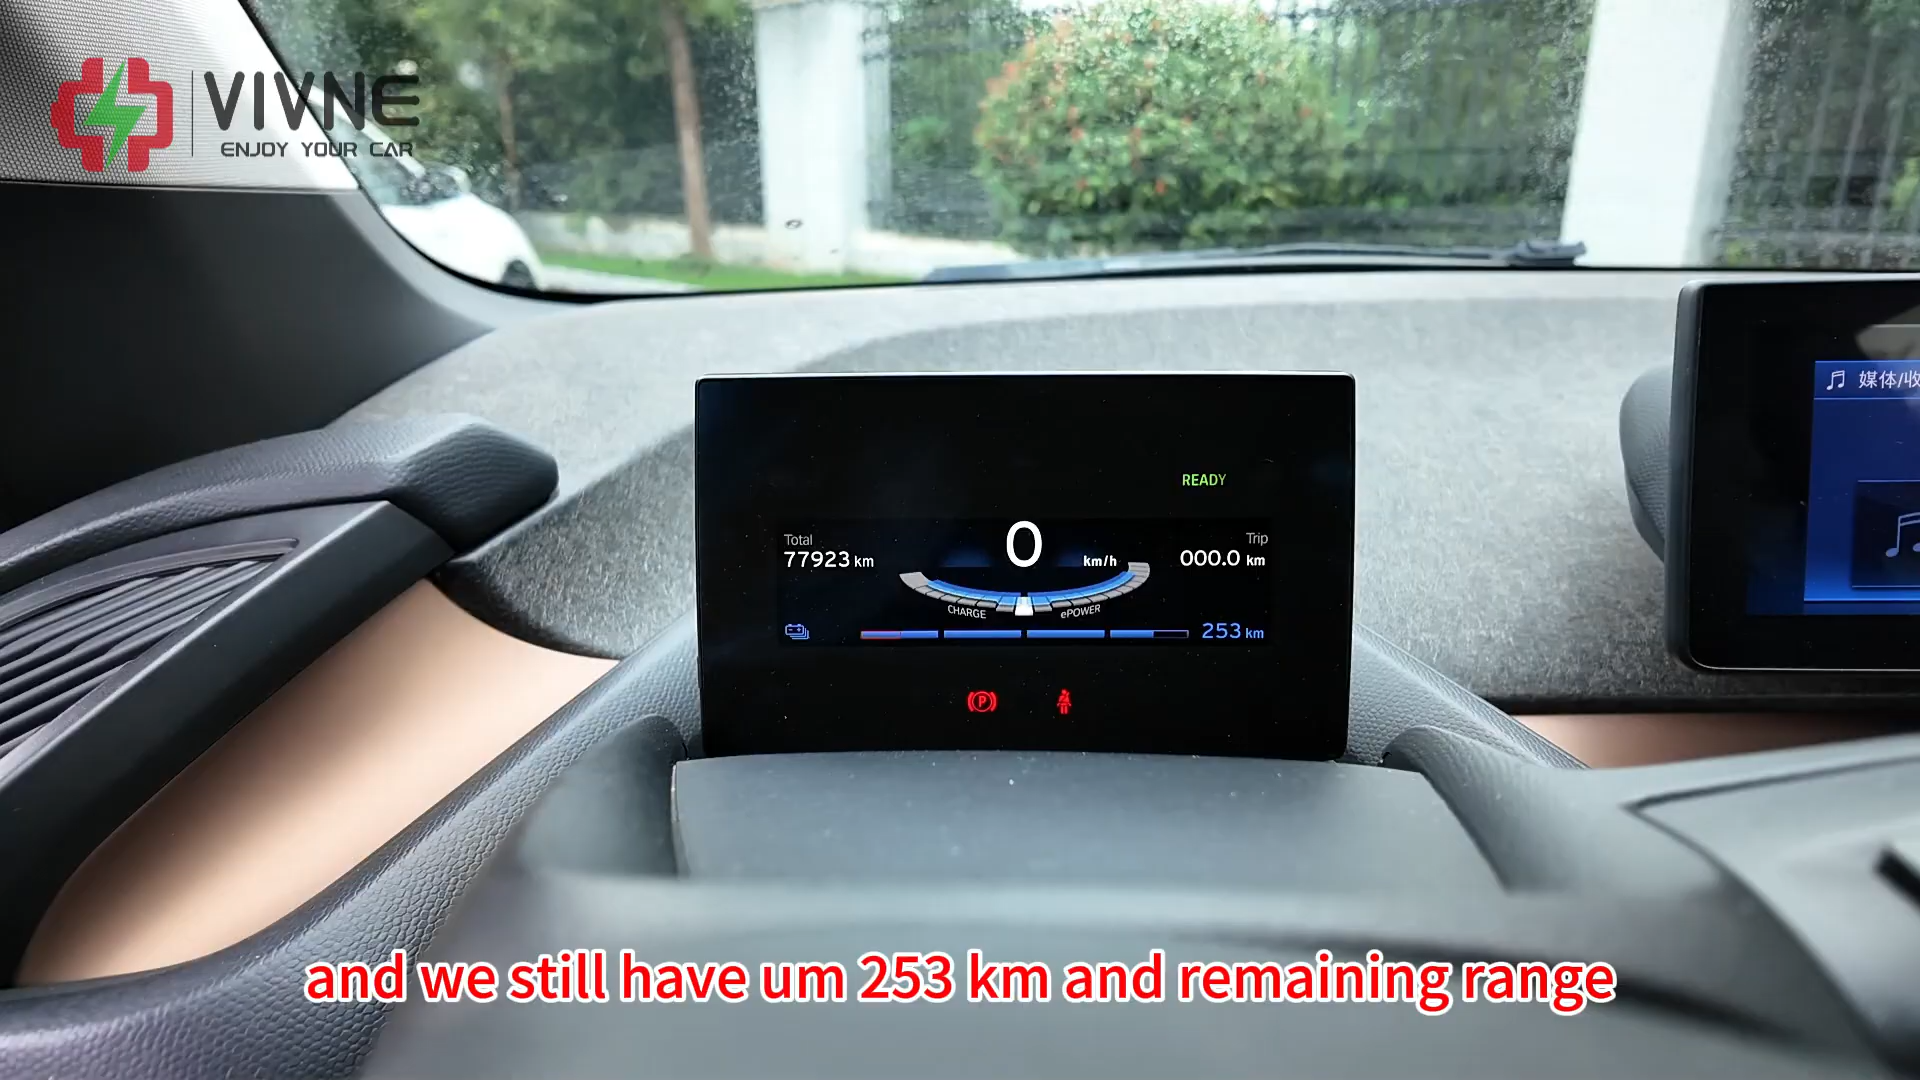 VIVNE
ENJOY YOUR CAR
媒体/收
READY
Total
77923 km
0
km/h
Trip
000.0 km
CHARGE
ePOWER
253 km
P
and we still have um 253 km and remaining range